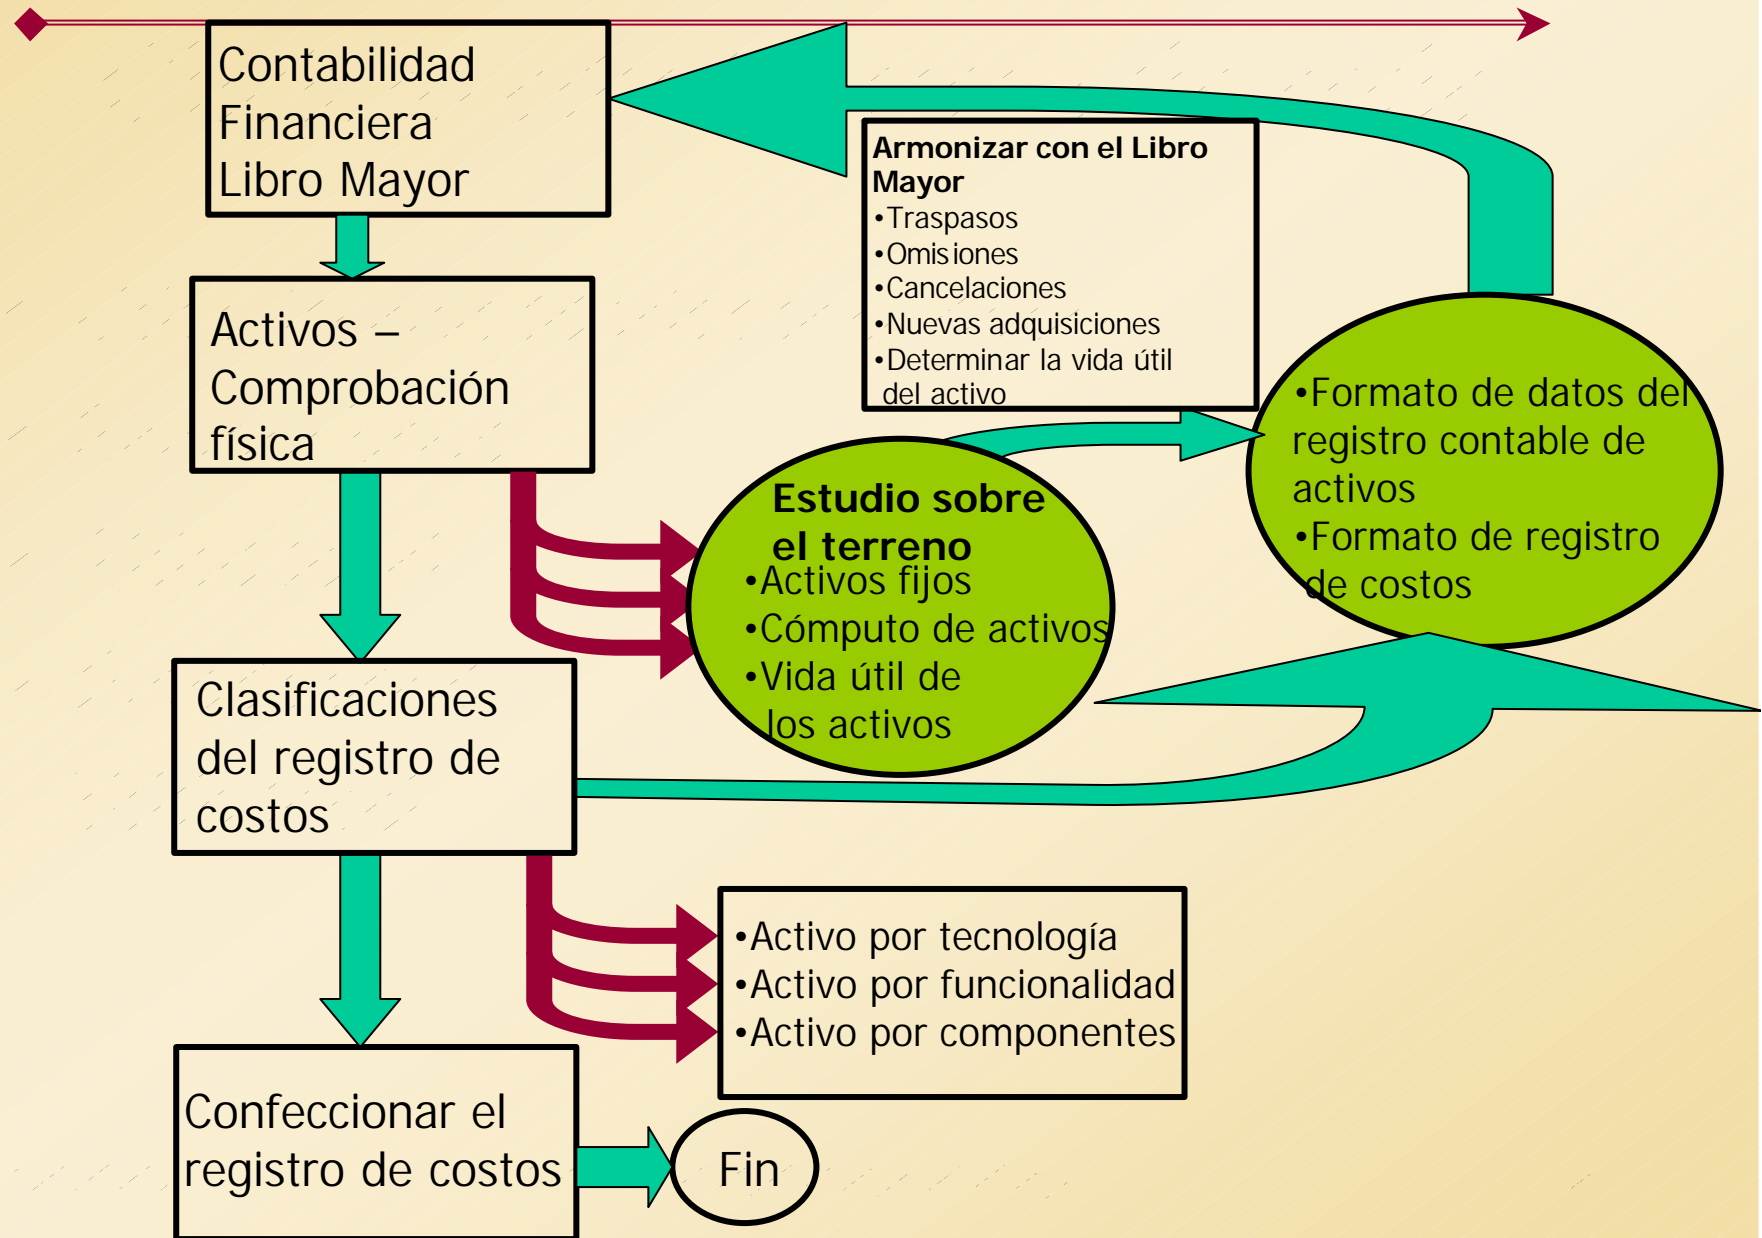 Contabilidad
Financiera
Libro Mayor
Armonizar con el Libro
Mayor
•Traspasos
•Omisiones
•Cancelaciones
•Nuevas adquisiciones
•Determinar la vida útil
del activo
Activos –
Comprobación
física
•Formato de datos del
registro contable de
activos
•Formato de registro
de costos
Estudio sobre
el terreno
•Activos fijos
•Cómputo de activos
•Vida útil de
los activos
Clasificaciones
del registro de
costos
•Activo por tecnología
•Activo por funcionalidad
•Activo por componentes
Confeccionar el
registro de costos
Fin